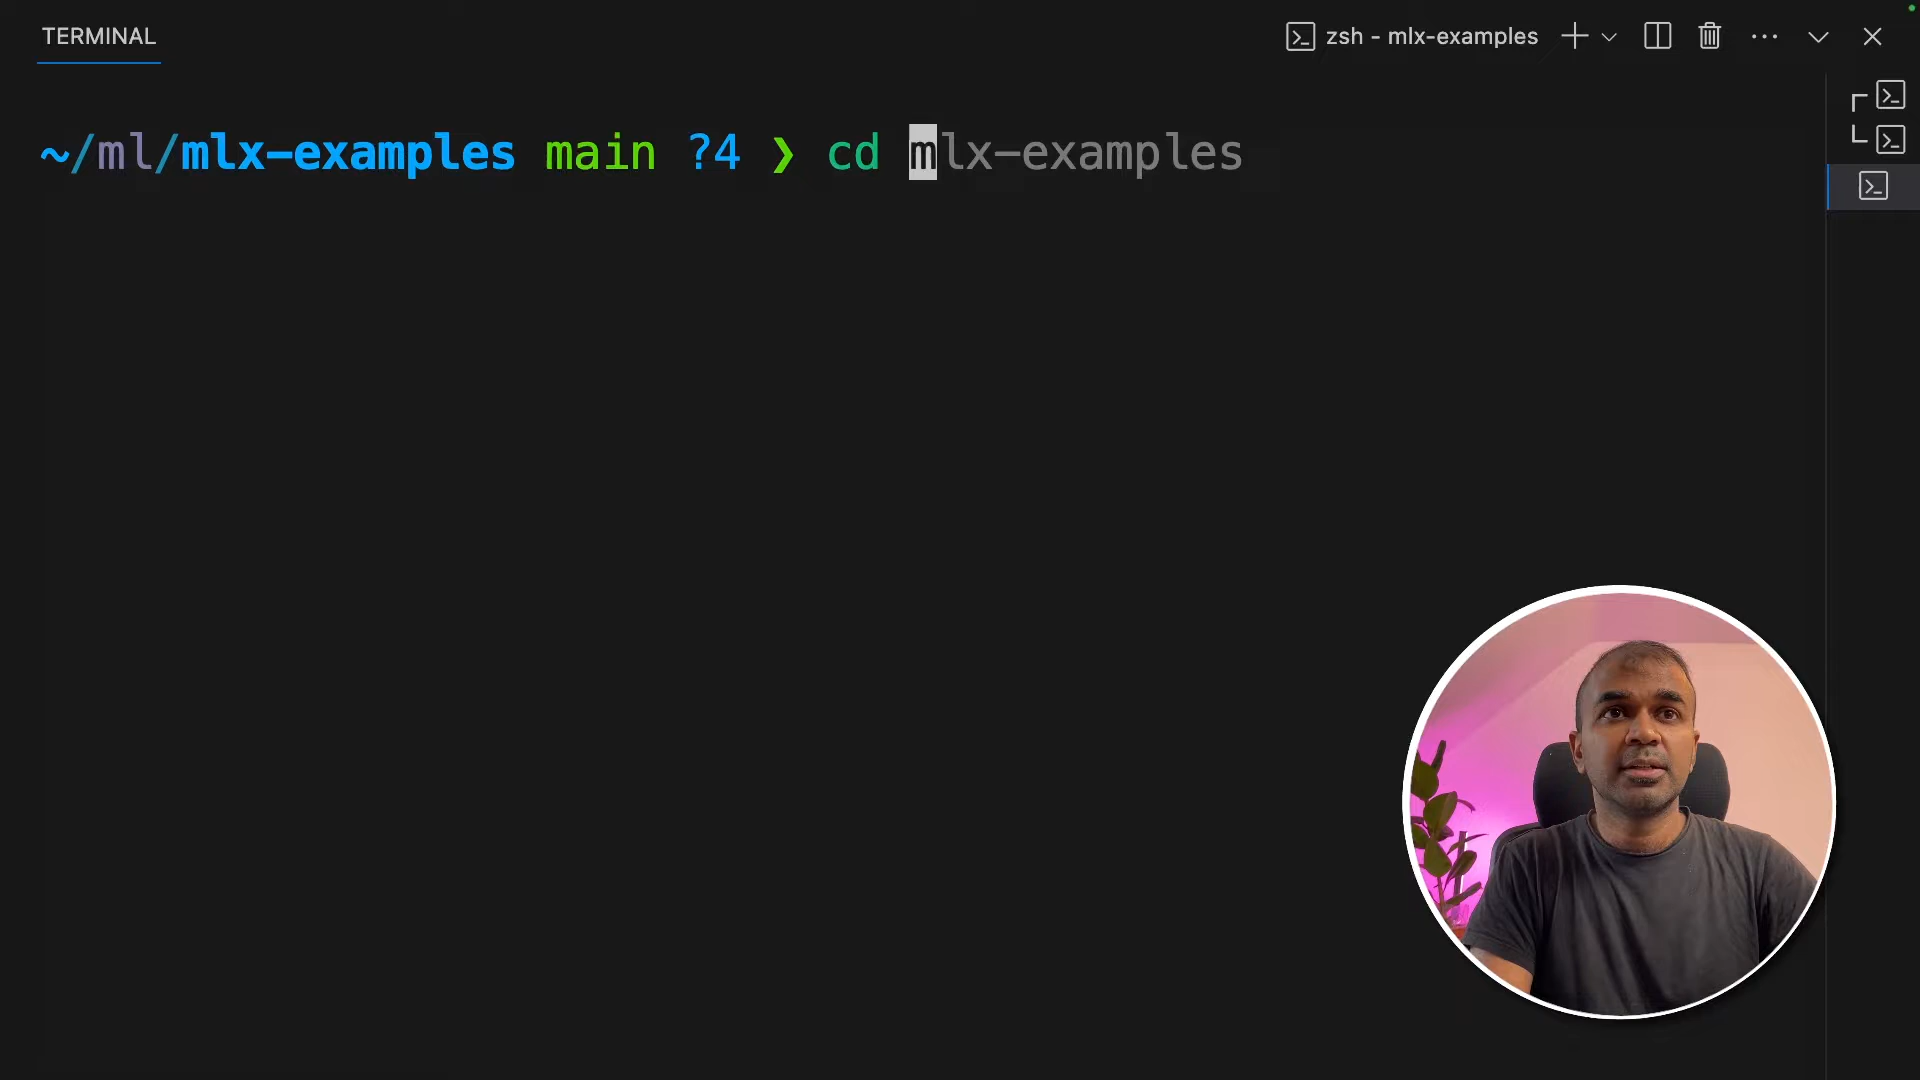 TERMINAL
zsh - mlx-examples
~/ml/mlx-examples main ?4 ❯ cd mlx-examples